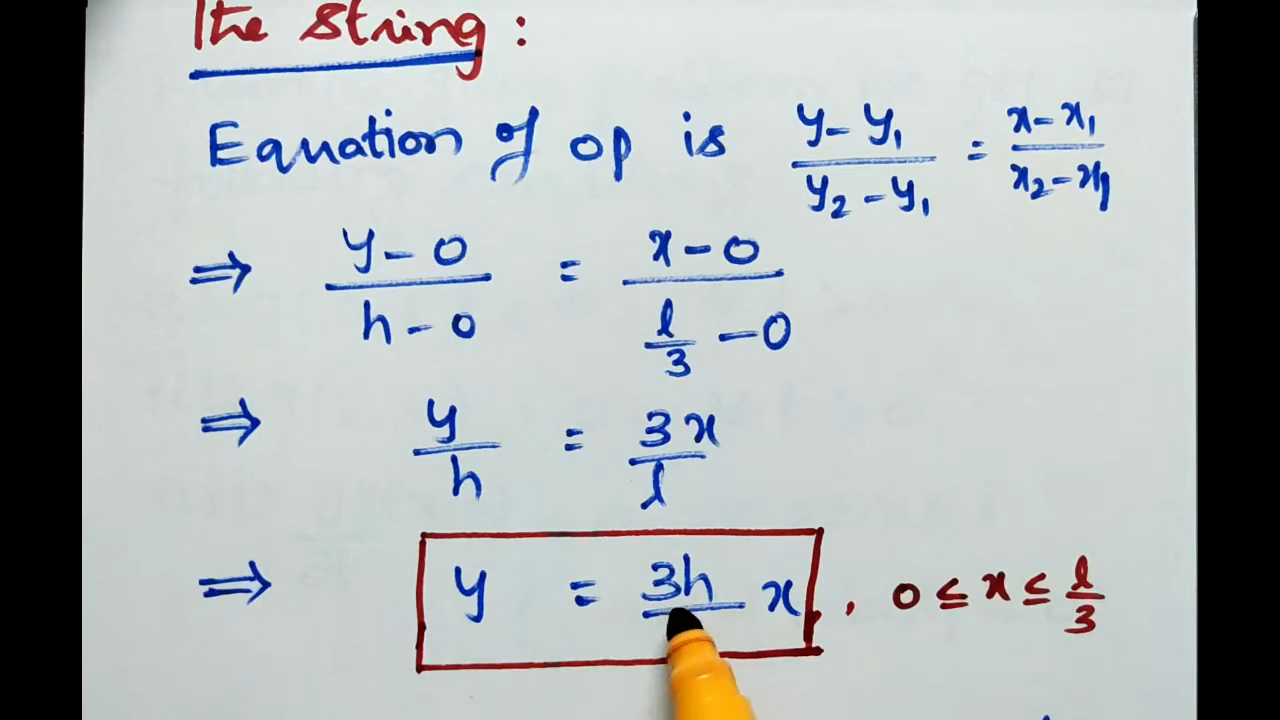 The String :
Equation of op is (y - y₁)/(y₂ - y₁) = (x - x₁)/(x₂ - x₁)
⇒ (y - 0)/(h - 0) = (x - 0)/(l/3 - 0)
⇒ y/h = 3x/l
⇒ y = 3h/ x , 0 ≤ x ≤ l/3